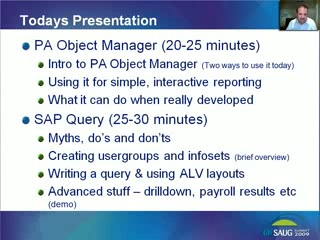 Todays Presentation
PA Object Manager (20-25 minutes)
Intro to PA Object Manager (Two ways to use it today)
Using it for simple, interactive reporting
What it can do when really developed
SAP Query (25-30 minutes)
Myths, do's and don'ts
Creating usergroups and infosets (brief overview)
Writing a query & using ALV layouts
Advanced stuff – drilldown, payroll results etc
(demo)
SAUG SUMMIT
2009